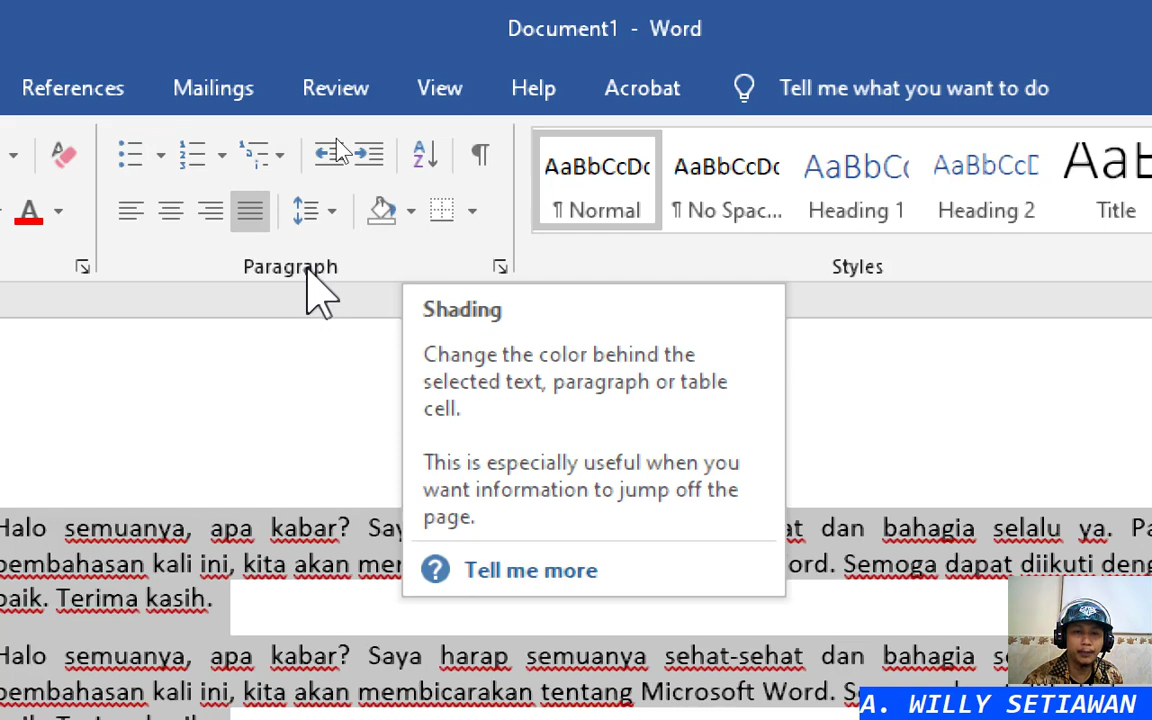 Document1 - Word
References Mailings Review View Help Acrobat Tell me what you want to do
AaBbCcDc AaBbCcDc AaBbC AaBbCcD AaB
¶ Normal ¶ No Spac... Heading 1 Heading 2 Title
Paragraph Styles
Shading
Change the color behind the
selected text, paragraph or table
cell.
This is especially useful when you
want information to jump off the
page.
Tell me more
Halo semuanya, apa kabar? dan bahagia selalu ya.
pembahasan kali ini, kita akan Semoga dapat diikuti
baik. Terima kasih.
Halo semuanya, apa kabar? Saya harap semuanya sehat-sehat dan bahagia
pembahasan kali ini, kita akan membicarakan tentang Microsoft Word.
A. WILLY SETIAWAN